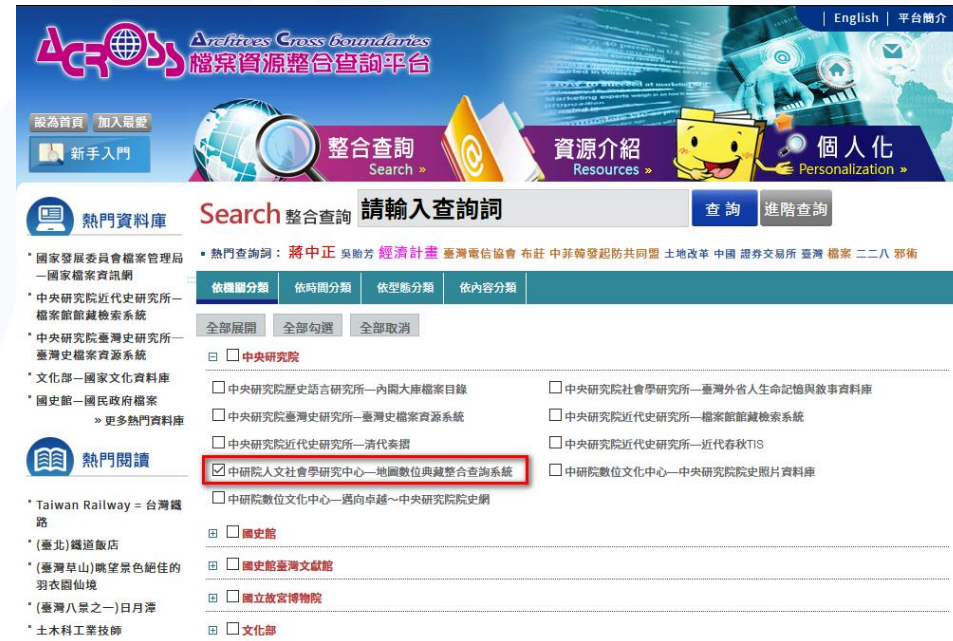 English | 平台簡介
ACROSS
Archives Cross Boundaries
檔案資源整合查詢平台
設為首頁 加入最愛
新手入門
整合查詢
Search »
資源介紹
Resources »
個人化
Personalization »
熱門資料庫
國家發展委員會檔案管理局
—國家檔案資訊網
中央研究院近代史研究所—
檔案館館藏檢索系統
中央研究院臺灣史研究所—
臺灣史檔案資源系統
文化部—國家文化資料庫
國史館—國民政府檔案
» 更多熱門資料庫
熱門閱讀
Taiwan Railway = 台灣鐵
路
(臺北)鐵道飯店
(臺灣草山)眺望景色絕佳的
羽衣園仙境
(臺灣八景之一)日月潭
土木科工業技師
Search 整合查詢 請輸入查詢詞 查詢 進階查詢
熱門查詢詞： 蔣中正 吳貽芳 經濟計畫 臺灣電信協會 布莊 中菲韓發起防共同盟 土地改革 中國 證券交易所 臺灣 檔案 二二八 邪術
依機關分類 依時間分類 依型態分類 依內容分類
全部展開 全部勾選 全部取消
中央研究院
中央研究院歷史語言研究所—內閣大庫檔案目錄 中央研究院社會學研究所—臺灣外省人生命記憶與敘事資料庫
中央研究院臺灣史研究所—臺灣史檔案資源系統 中央研究院近代史研究所—檔案館館藏檢索系統
中央研究院近代史研究所—清代奏摺 中央研究院近代史研究所—近代春秋TIS
中研院人文社會學研究中心—地圖數位典藏整合查詢系統 中研院數位文化中心—中央研究院院史照片資料庫
中研院數位文化中心—邁向卓越～中央研究院院史網
國史館
國史館臺灣文獻館
國立故宮博物院
文化部